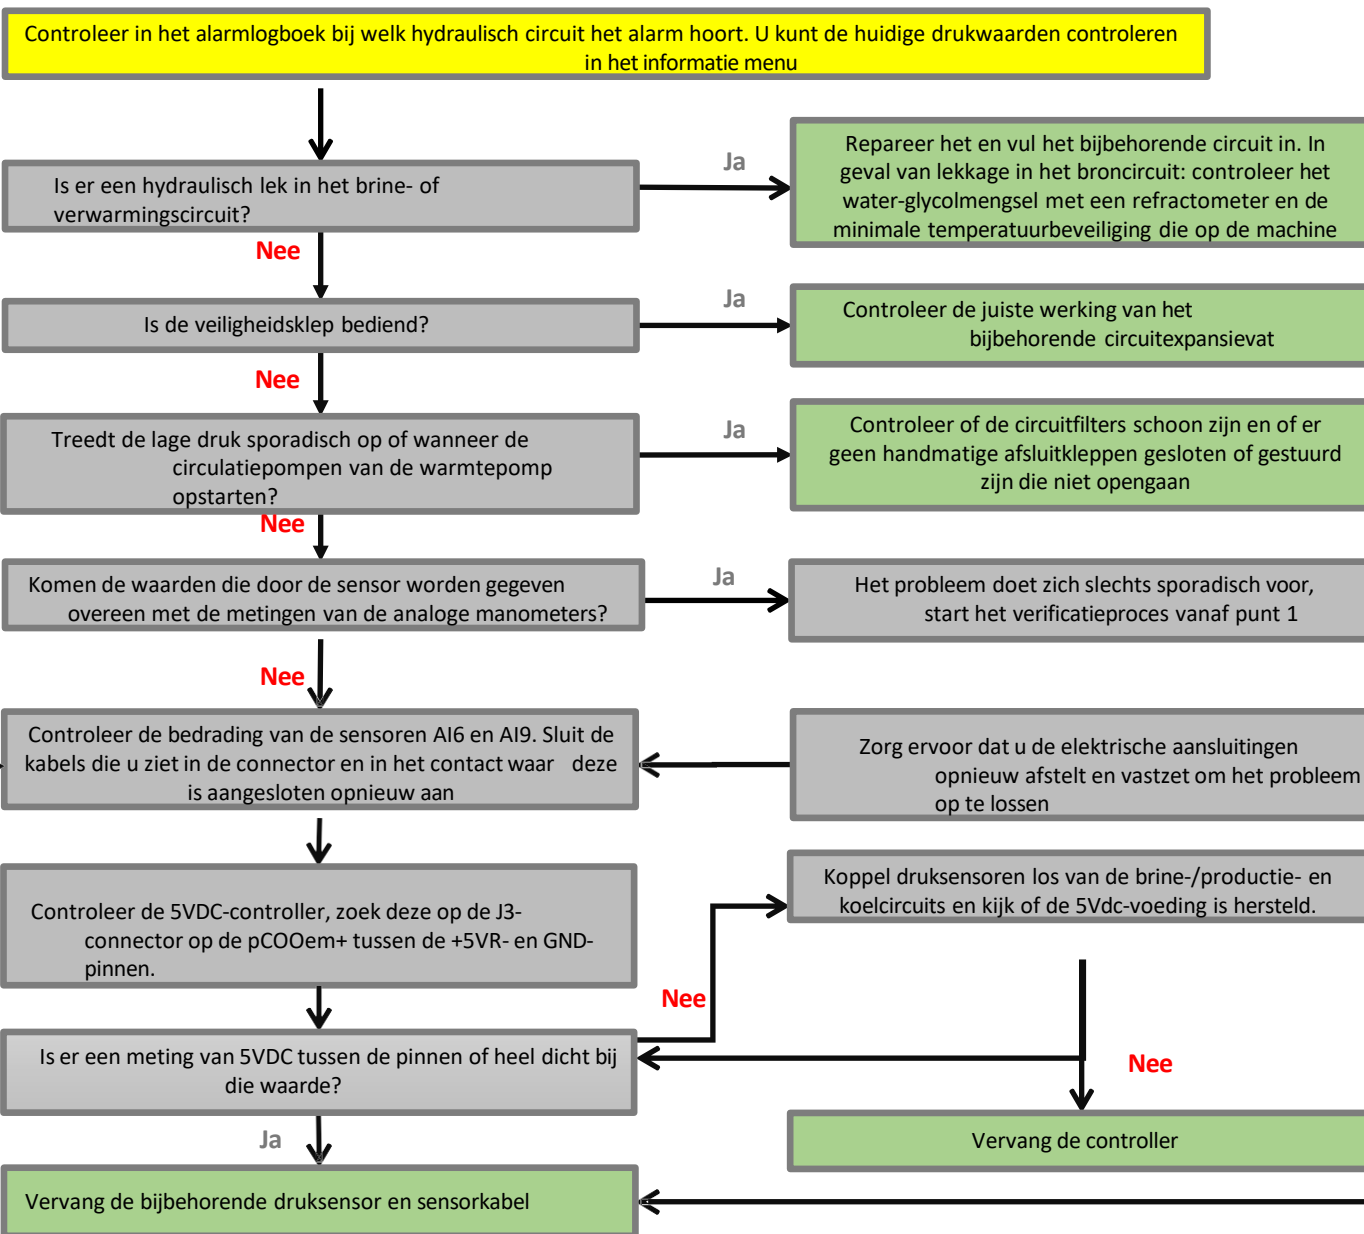 Controleer in het alarmlogboek bij welk hydraulisch circuit het alarm hoort. U kunt de huidige drukwaarden controleren
in het informatie menu
Is er een hydraulisch lek in het brine- of
verwarmingscircuit?
Ja
Repareer het en vul het bijbehorende circuit in. In
geval van lekkage in het broncircuit: controleer het
water-glycolmengsel met een refractometer en de
minimale temperatuurbeveiliging die op de machine
Nee
Is de veiligheidsklep bediend?
Ja
Controleer de juiste werking van het
bijbehorende circuitexpansievat
Nee
Treedt de lage druk sporadisch op of wanneer de
circulatiepompen van de warmtepomp
opstarten?
Ja
Controleer of de circuitfilters schoon zijn en of er
geen handmatige afsluitkleppen gesloten of gestuurd
zijn die niet opengaan
Nee
Komen de waarden die door de sensor worden gegeven
overeen met de metingen van de analoge manometers?
Ja
Het probleem doet zich slechts sporadisch voor,
start het verificatieproces vanaf punt 1
Nee
Controleer de bedrading van de sensoren AI6 en AI9. Sluit de
kabels die u ziet in de connector en in het contact waar deze
is aangesloten opnieuw aan
Zorg ervoor dat u de elektrische aansluitingen
opnieuw afstelt en vastzet om het probleem
op te lossen
Controleer de 5VDC-controller, zoek deze op de J3-
connector op de pCOOem+ tussen de +5VR- en GND-
pinnen.
Koppel druksensoren los van de brine-/productie- en
koelcircuits en kijk of de 5Vdc-voeding is hersteld.
Nee
Is er een meting van 5VDC tussen de pinnen of heel dicht bij
die waarde?
Nee
Ja
Vervang de controller
Vervang de bijbehorende druksensor en sensorkabel